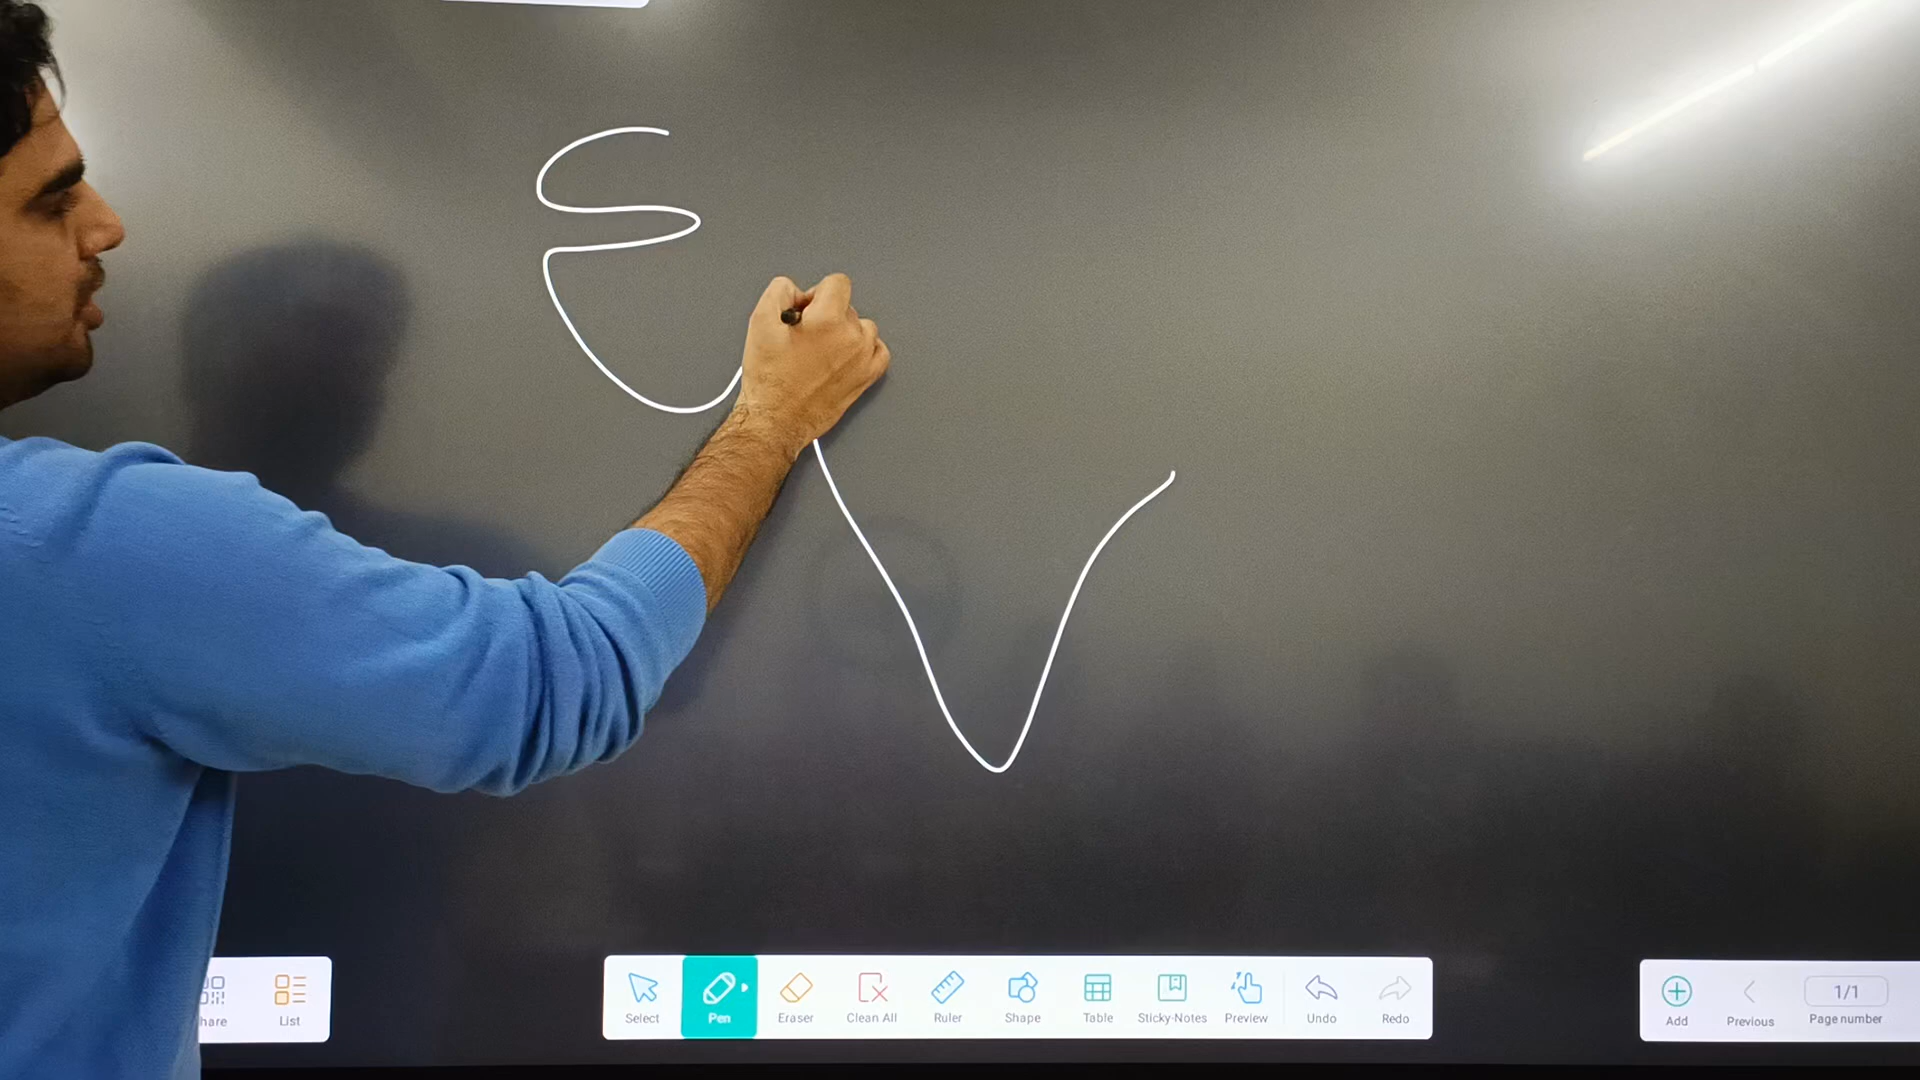 hare
List
Select
Pen
Eraser
Clean All
Ruler
Shape
Table
Sticky-Notes
Preview
Undo
Redo
Add
Previous
1/1
Page number